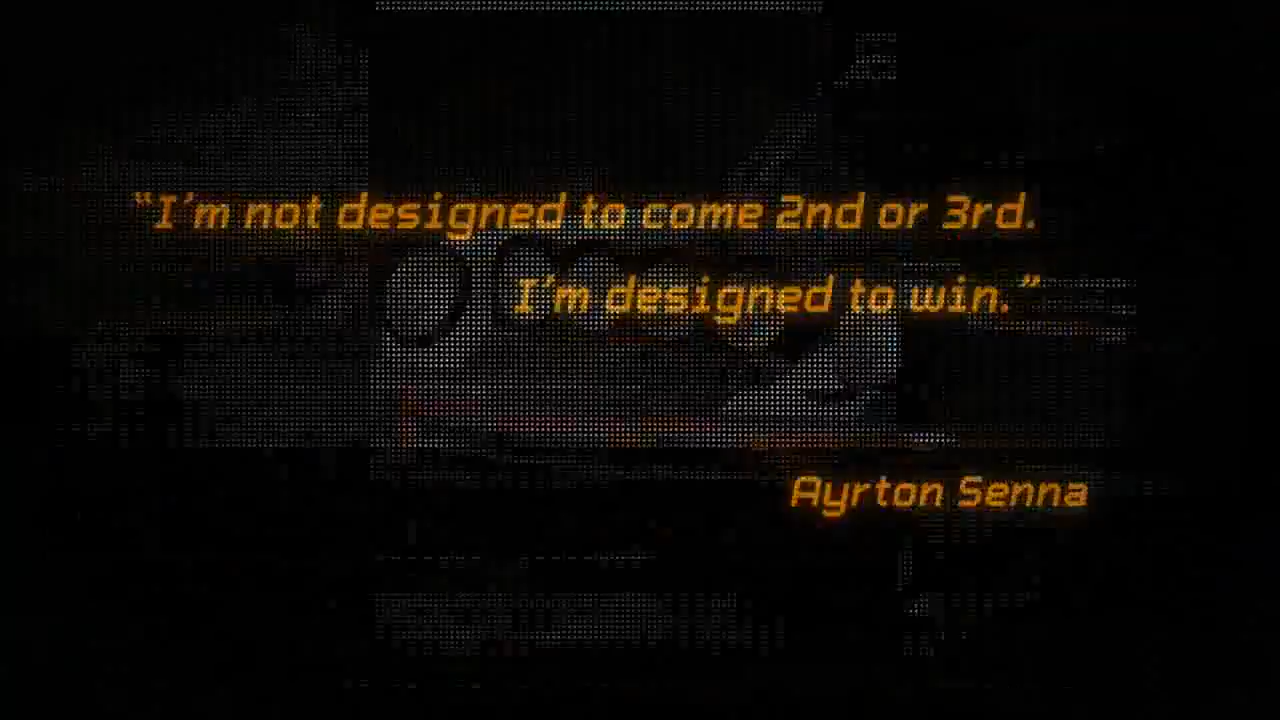 “I’m not designed to come 2nd or 3rd.
I’m designed to win.”
Ayrton Senna